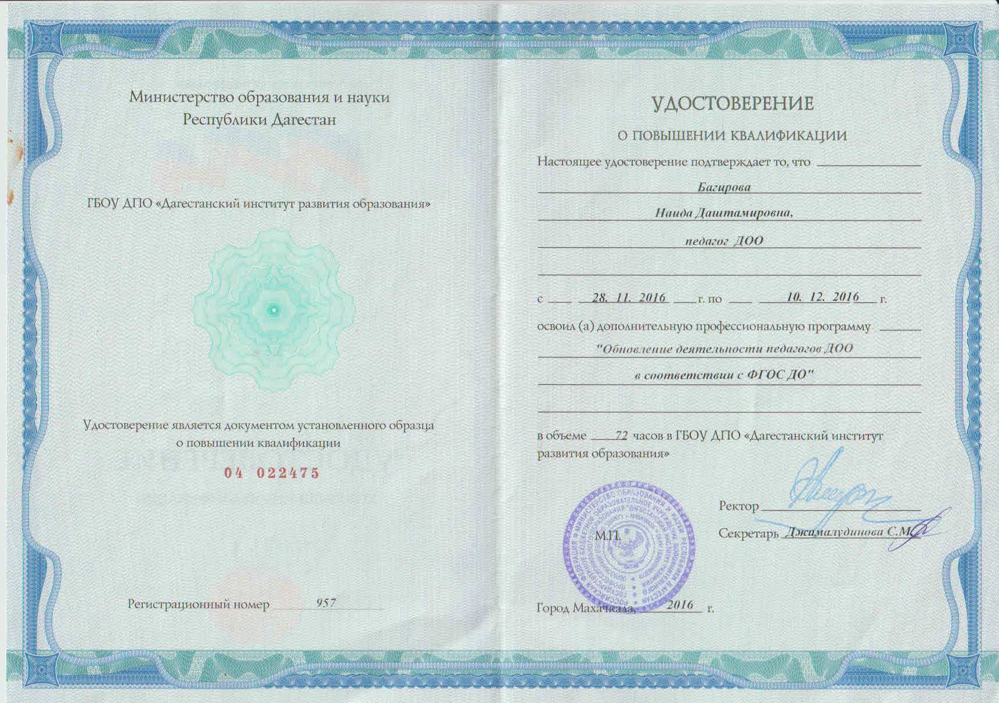 Министерство образования и науки
Республики Дагестан
ГБОУ ДПО «Дагестанский институт развития образования»
Удостоверение является документом установленного образца
о повышении квалификации
04 022475
Регистрационный номер 957
УДОСТОВЕРЕНИЕ
О ПОВЫШЕНИИ КВАЛИФИКАЦИИ
Настоящее удостоверение подтверждает то, что
Багирова
Наида Даштамировна,
педагог ДОО
с 28. 11. 2016 г. по 10. 12. 2016 г.
освоил (а) дополнительную профессиональную программу
"Обновление деятельности педагогов ДОО
в соответствии с ФГОС ДО"
в объеме 72 часов в ГБОУ ДПО «Дагестанский институт
развития образования»
Ректор
М.П.
Секретарь Джамалудинова С.М.
Город Махачкала, 2016 г.